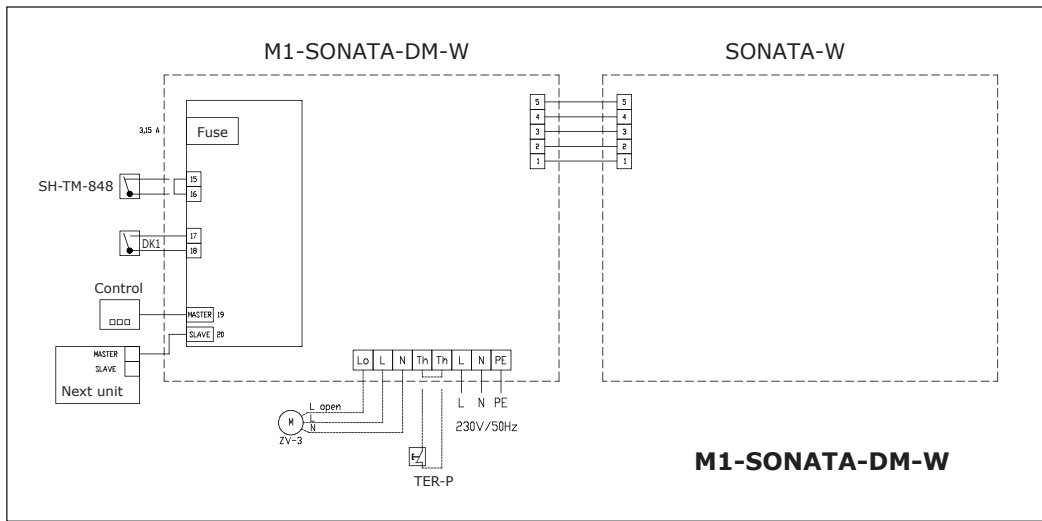 M1-SONATA-DM-W
SONATA-W
3,15 A
Fuse
5 5
4 4
3 3
2 2
1 1
SH-TM-848
15
16
DK1
17
18
Control
MASTER 19
SLAVE 20
MASTER
SLAVE
Next unit
Lo L N Th Th L N PE
L open
L
N
M
ZV-3
L N PE
230V/50Hz
TER-P
M1-SONATA-DM-W